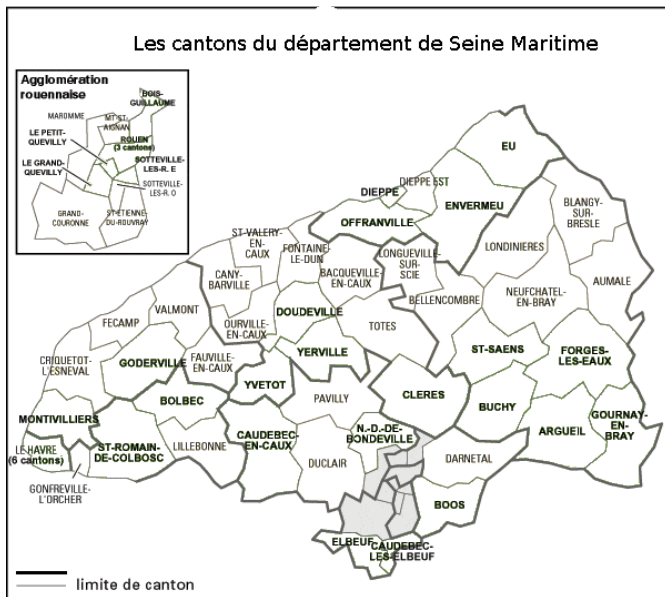 Les cantons du département de Seine Maritime
Agglomération
rouennaise
BOIS-
GUILLAUME
MAROMME
MT-ST-
AIGNAN
LE PETIT-
QUEVILLY
ROUEN
(3 cantons)
LE GRAND-
QUEVILLY
SOTTEVILLE-
LES-R. E
SOTTEVILLE-
LES-R. O
GRAND-
COURONNE
ST-ETIENNE-
DU-ROUVRAY
EU
DIEPPE
DIEPPE EST
ENVERMEU
OFFRANVILLE
BLANGY-
SUR-
BRESLE
ST-VALERY-
EN-
CAUX
FONTAINE-
LE-DUN
LONGUEVILLE-
SUR-
SCIE
LONDINIERES
CANY-
BARVILLE
BACQUEVILLE-
EN-CAUX
AUMALE
NEUFCHATEL-
EN-BRAY
BELLENCOMBRE
VALMONT
FECAMP
OURVILLE-
EN-CAUX
DOUDEVILLE
TOTES
CRIQUETOT-
L'ESNEVAL
GODERVILLE
FAUVILLE-
EN-CAUX
YERVILLE
ST-SAENS
FORGES-
LES-EAUX
YVETOT
CLERES
BOLBEC
PAVILLY
BUCHY
MONTIVILLIERS
GOURNAY-
EN-
BRAY
ARGUEIL
N.-D.-DE-
BONDEVILLE
CAUDEBEC-
EN-CAUX
LE HAVRE
(6 cantons)
ST-ROMAIN-
DE-COLBOSC
LILLEBONNE
DUCLAIR
DARNETAL
GONFREVILLE-
L'ORCHER
BOOS
ELBEUF
CAUDEBEC-
LES-ELBEUF
limite de canton